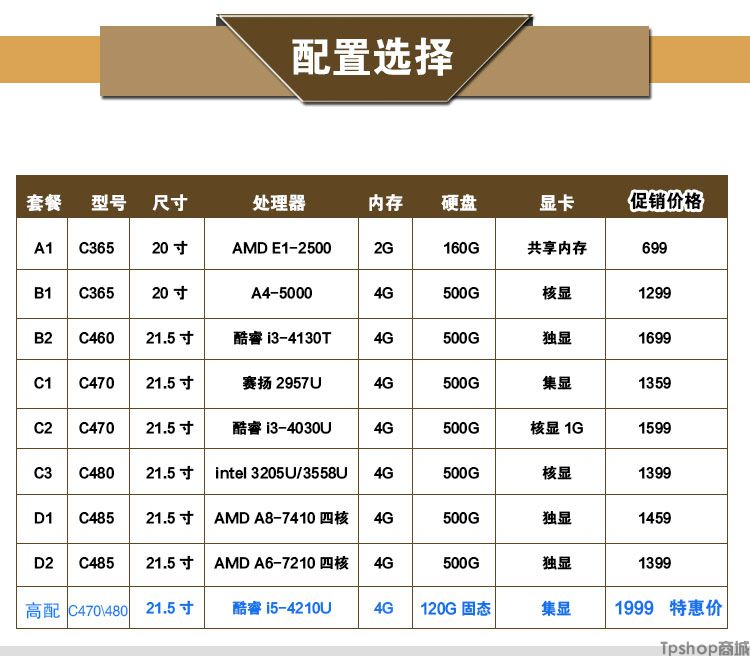 配置选择
套餐 型号 尺寸 处理器 内存 硬盘 显卡 促销价格
A1 C365 20 寸 AMD E1-2500 2G 160G 共享内存 699
B1 C365 20 寸 A4-5000 4G 500G 核显 1299
B2 C460 21.5 寸 酷睿 i3-4130T 4G 500G 独显 1699
C1 C470 21.5 寸 赛扬 2957U 4G 500G 集显 1359
C2 C470 21.5 寸 酷睿 i3-4030U 4G 500G 核显 1G 1599
C3 C480 21.5 寸 intel 3205U/3558U 4G 500G 核显 1399
D1 C485 21.5 寸 AMD A8-7410 四核 4G 500G 独显 1459
D2 C485 21.5 寸 AMD A6-7210 四核 4G 500G 独显 1399
高配 C470\480 21.5 寸 酷睿 i5-4210U 4G 120G 固态 集显 1999 特惠价
Tpshop商城